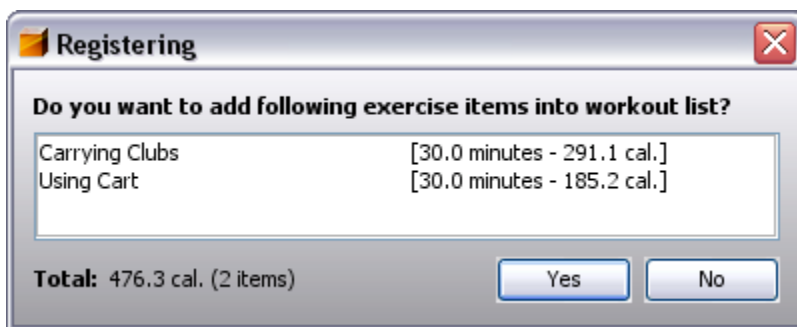 Registering
Do you want to add following exercise items into workout list?
Carrying Clubs [30.0 minutes - 291.1 cal.]
Using Cart [30.0 minutes - 185.2 cal.]
Total: 476.3 cal. (2 items) Yes No